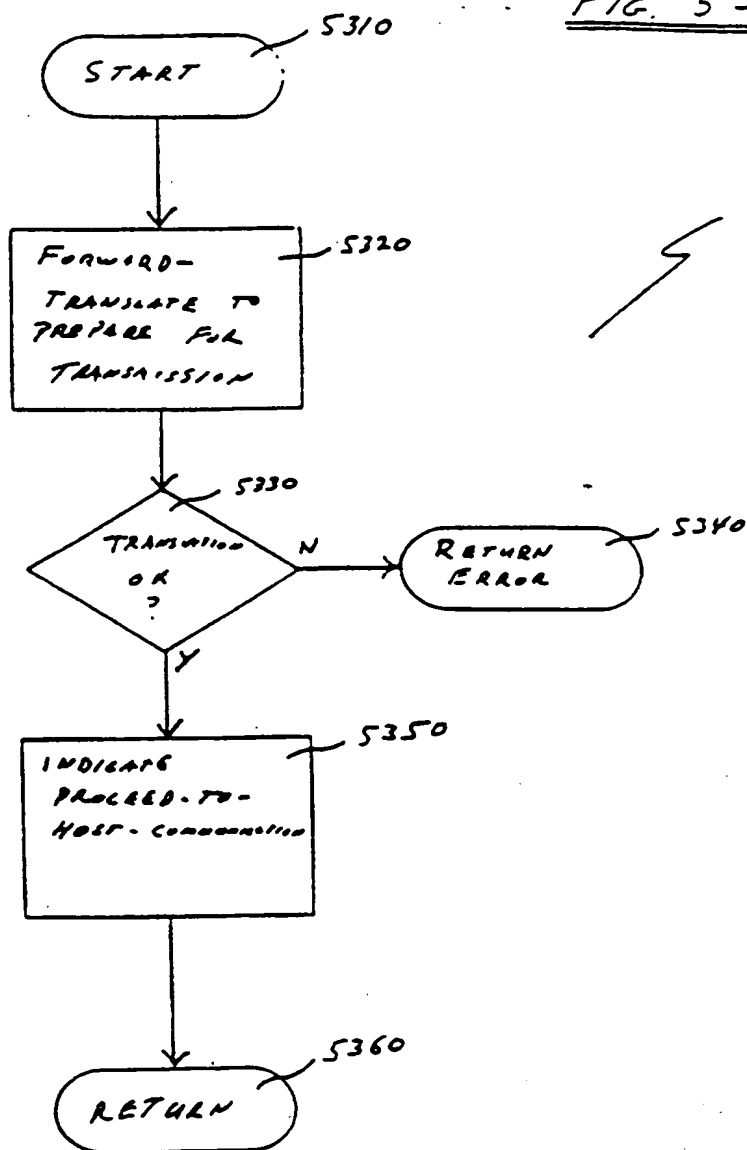 FIG. 5-
START
5310
FORWARD-
TRANSLATE TO
PREPARE FOR
TRANSMISSION
5320
TRANSLATION
OK
?
5330
N
RETURN
ERROR
5340
Y
INDICATE
PROCEED-TO-
HOST-COMMUNICATION
5350
RETURN
5360